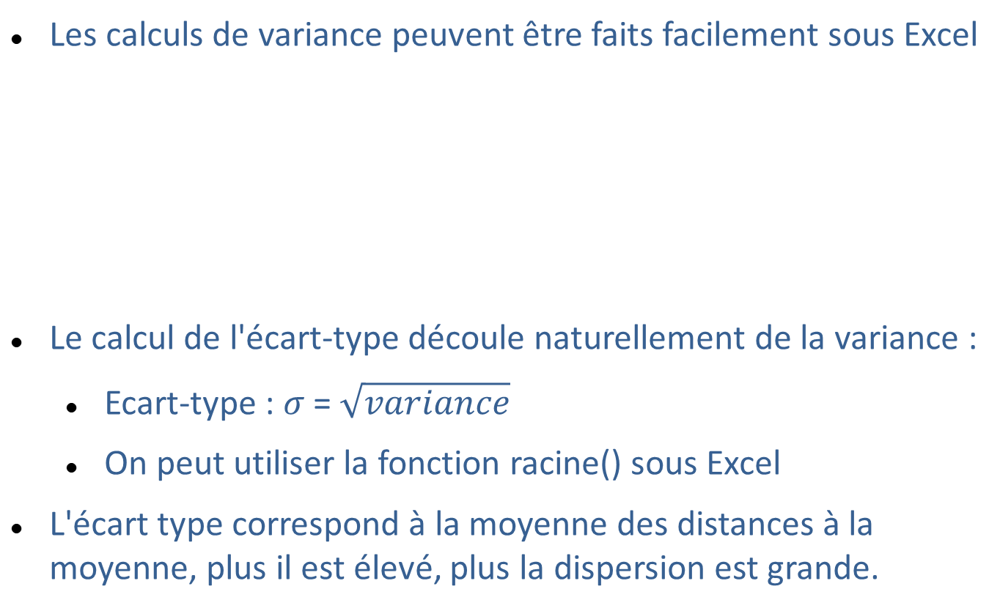 • Les calculs de variance peuvent être faits facilement sous Excel
• Le calcul de l'écart-type découle naturellement de la variance :
• Ecart-type : σ = √variance
• On peut utiliser la fonction racine() sous Excel
• L'écart type correspond à la moyenne des distances à la
moyenne, plus il est élevé, plus la dispersion est grande.